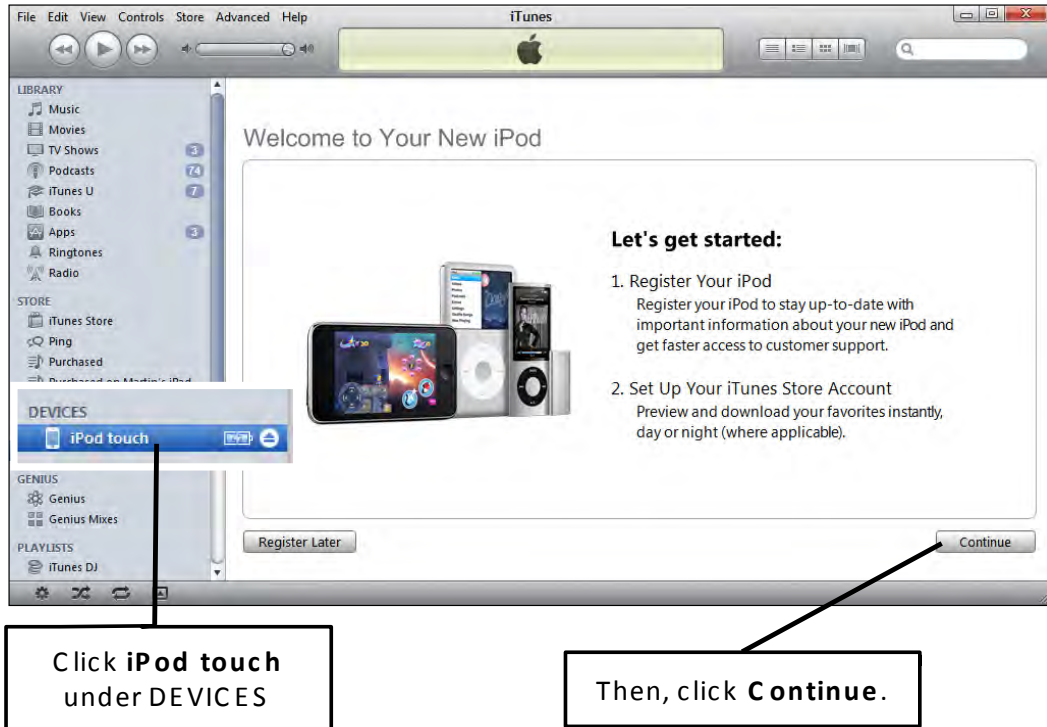 File Edit View Controls Store Advanced Help
iTunes
LIBRARY
Music
Movies
TV Shows 3
Podcasts 74
iTunes U 7
Books
Apps 3
Ringtones
Radio
STORE
iTunes Store
Ping
Purchased
Purchased on Martin's iPad
DEVICES
iPod touch
GENIUS
Genius
Genius Mixes
PLAYLISTS
iTunes DJ
Welcome to Your New iPod
Let's get started:
1. Register Your iPod
Register your iPod to stay up-to-date with
important information about your new iPod and
get faster access to customer support.
2. Set Up Your iTunes Store Account
Preview and download your favorites instantly,
day or night (where applicable).
Register Later
Continue
Click iPod touch
under DEVICES
Then, click Continue.